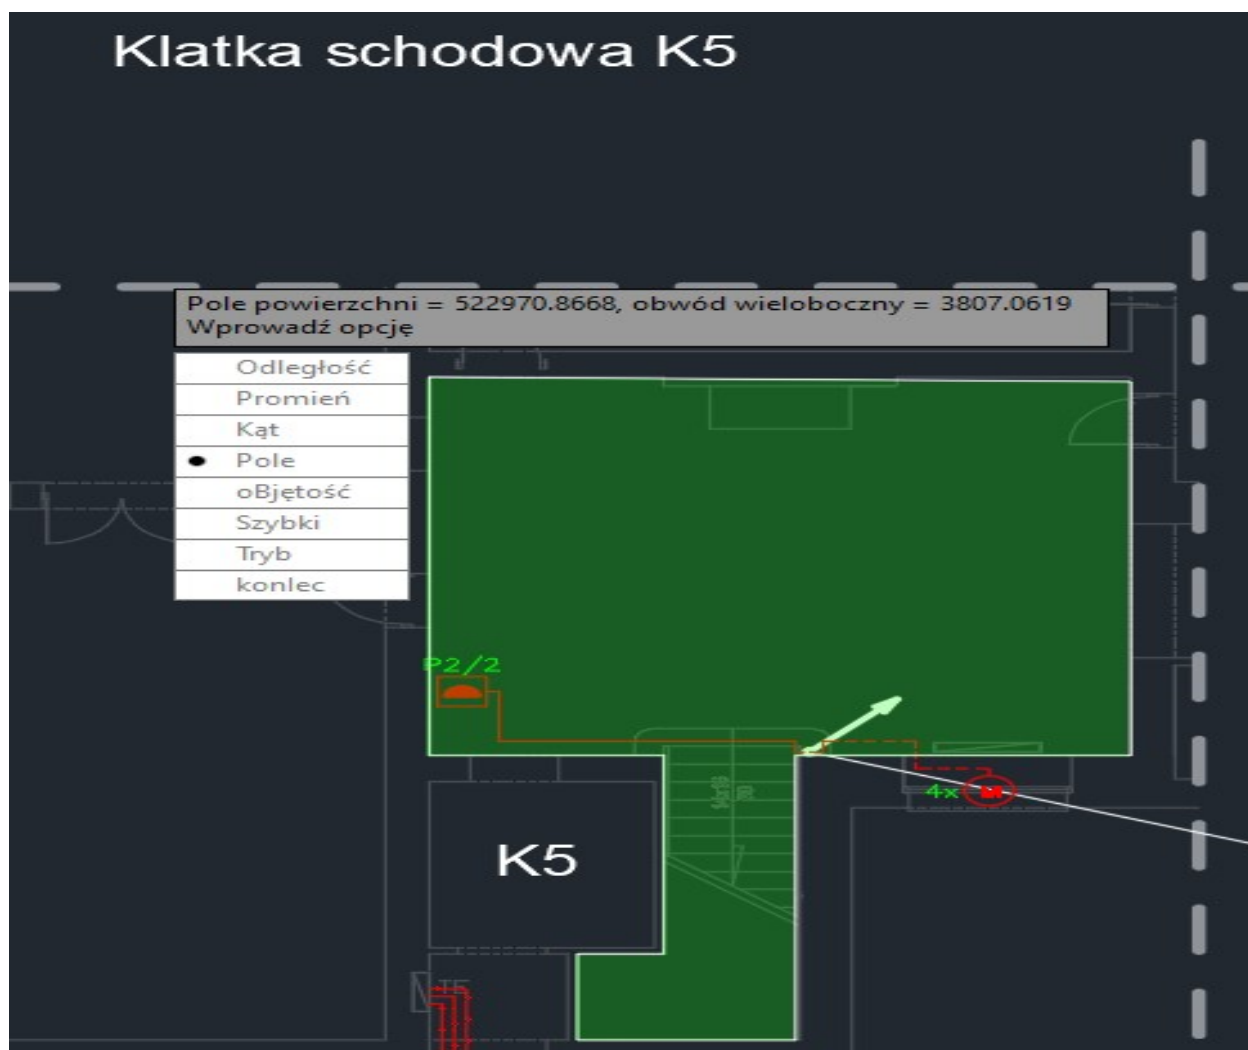 Klatka schodowa K5
Pole powierzchni = 522970.8668, obwód wieloboczny = 3807.0619
Wprowadź opcję
Odległość
Promień
Kąt
Pole
oBjętość
Szybki
Tryb
konIec
P2/2
4x M
K5